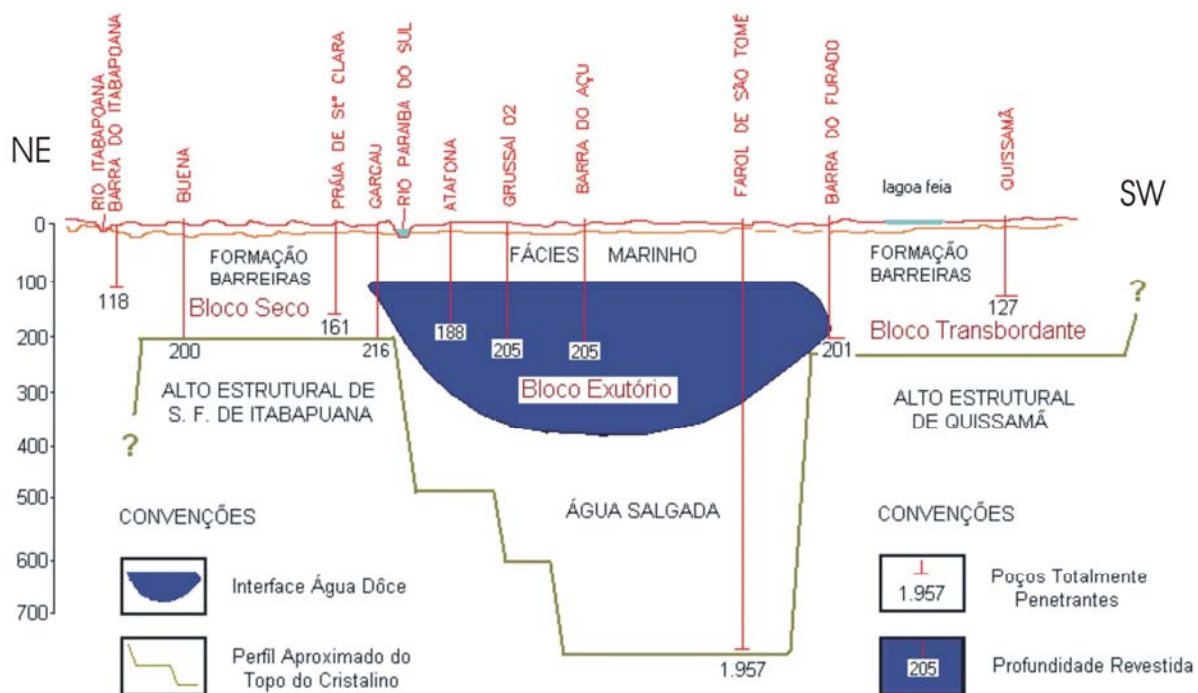 RIO ITABAPOANA
BARRA DO ITABAPOANA
BUENA
PRÁIA DE Stª CLARA
GARGAU
RIO PARAIBA DO SUL
ATAFONA
GRUSSAÍ 02
BARRA DO AÇU
FAROL DE SÃO TOMÉ
BARRA DO FURADO
QUISSAMÃ
NE
SW
lagoa feia
0
100
200
300
400
500
600
700
FORMAÇÃO
BARREIRAS
FÁCIES MARINHO
FORMAÇÃO
BARREIRAS
118
Bloco Seco
161
200
216
188
205
205
201
127
?
Bloco Transbordante
Bloco Exutório
ALTO ESTRUTURAL DE
S. F. DE ITABAPUANA
?
ALTO ESTRUTURAL
DE QUISSAMÃ
ÁGUA SALGADA
1.957
CONVENÇÕES
Interface Água Dôce
Perfil Aproximado do
Topo do Cristalino
CONVENÇÕES
1.957
Poços Totalmente
Penetrantes
205
Profundidade Revestida